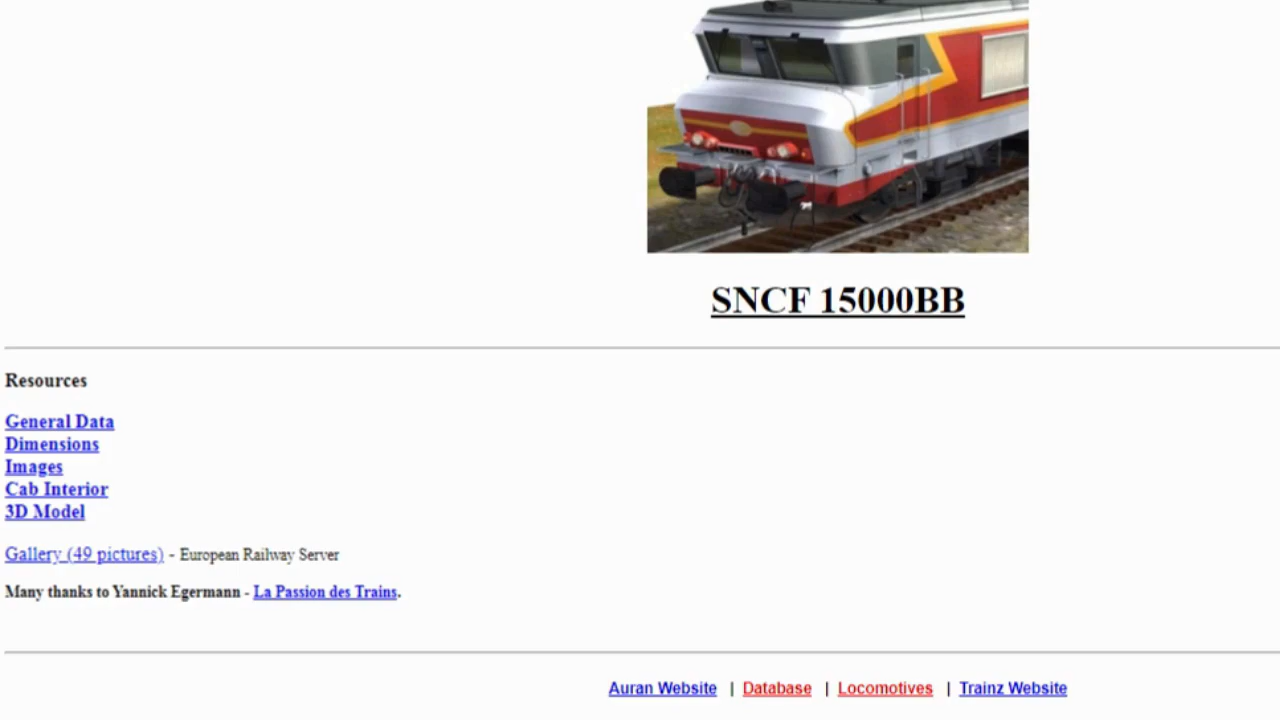 SNCF 15000BB
Resources
General Data
Dimensions
Images
Cab Interior
3D Model
Gallery (49 pictures) - European Railway Server
Many thanks to Yannick Egermann - La Passion des Trains.
Auran Website | Database | Locomotives | Trainz Website